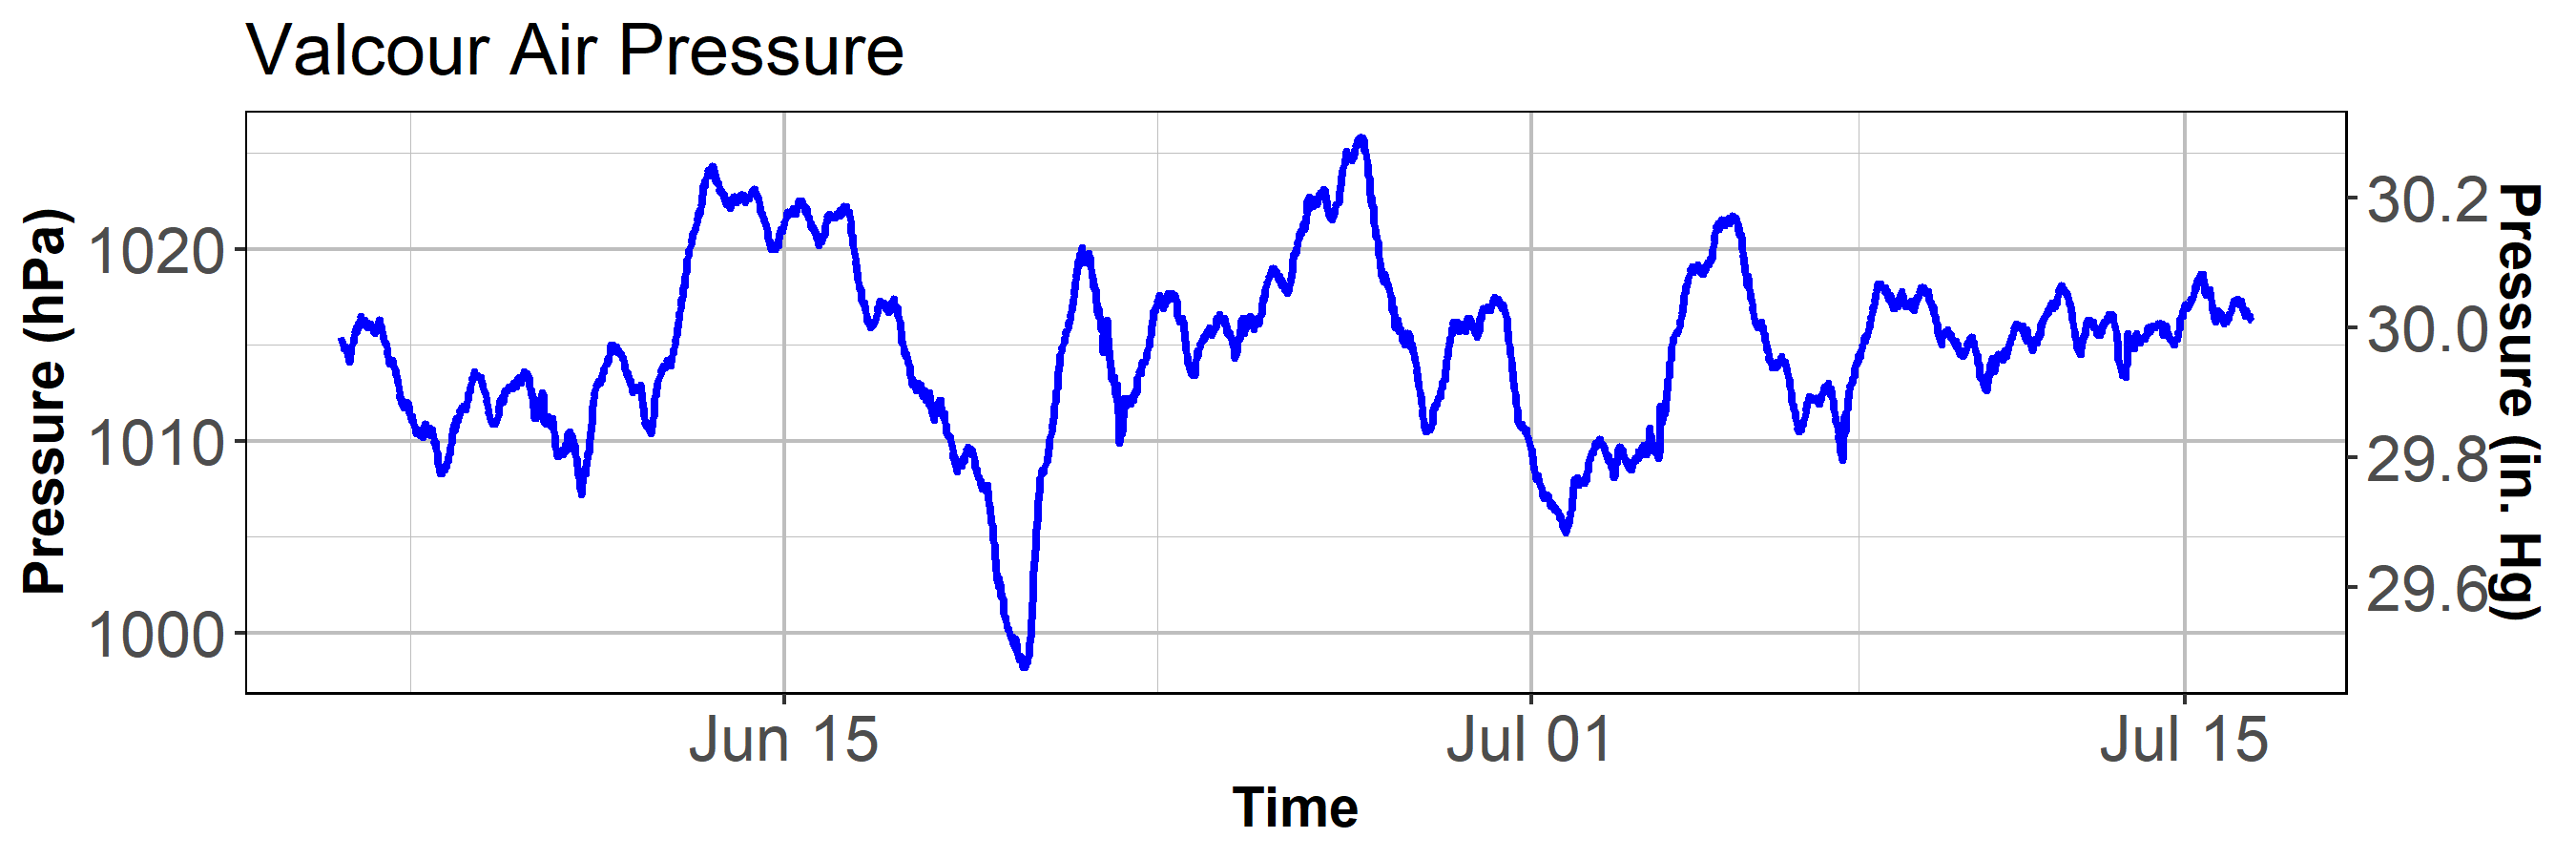 Valcour Air Pressure
Pressure (hPa)
1020
1010
1000
30.2
30.0
29.8
29.6
Pressure (in. Hg)
Jun 15
Jul 01
Jul 15
Time